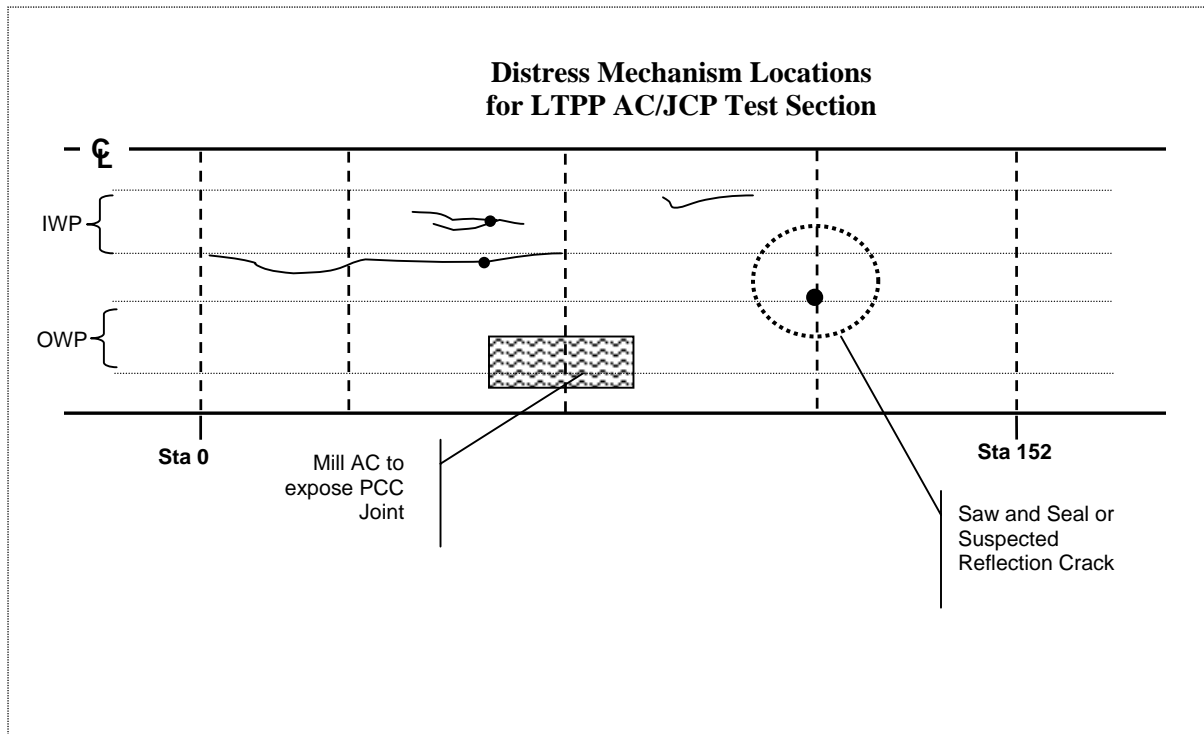 Distress Mechanism Locations
for LTPP AC/JCP Test Section
℄
IWP
OWP
Sta 0
Sta 152
Mill AC to
expose PCC
Joint
Saw and Seal or
Suspected
Reflection Crack